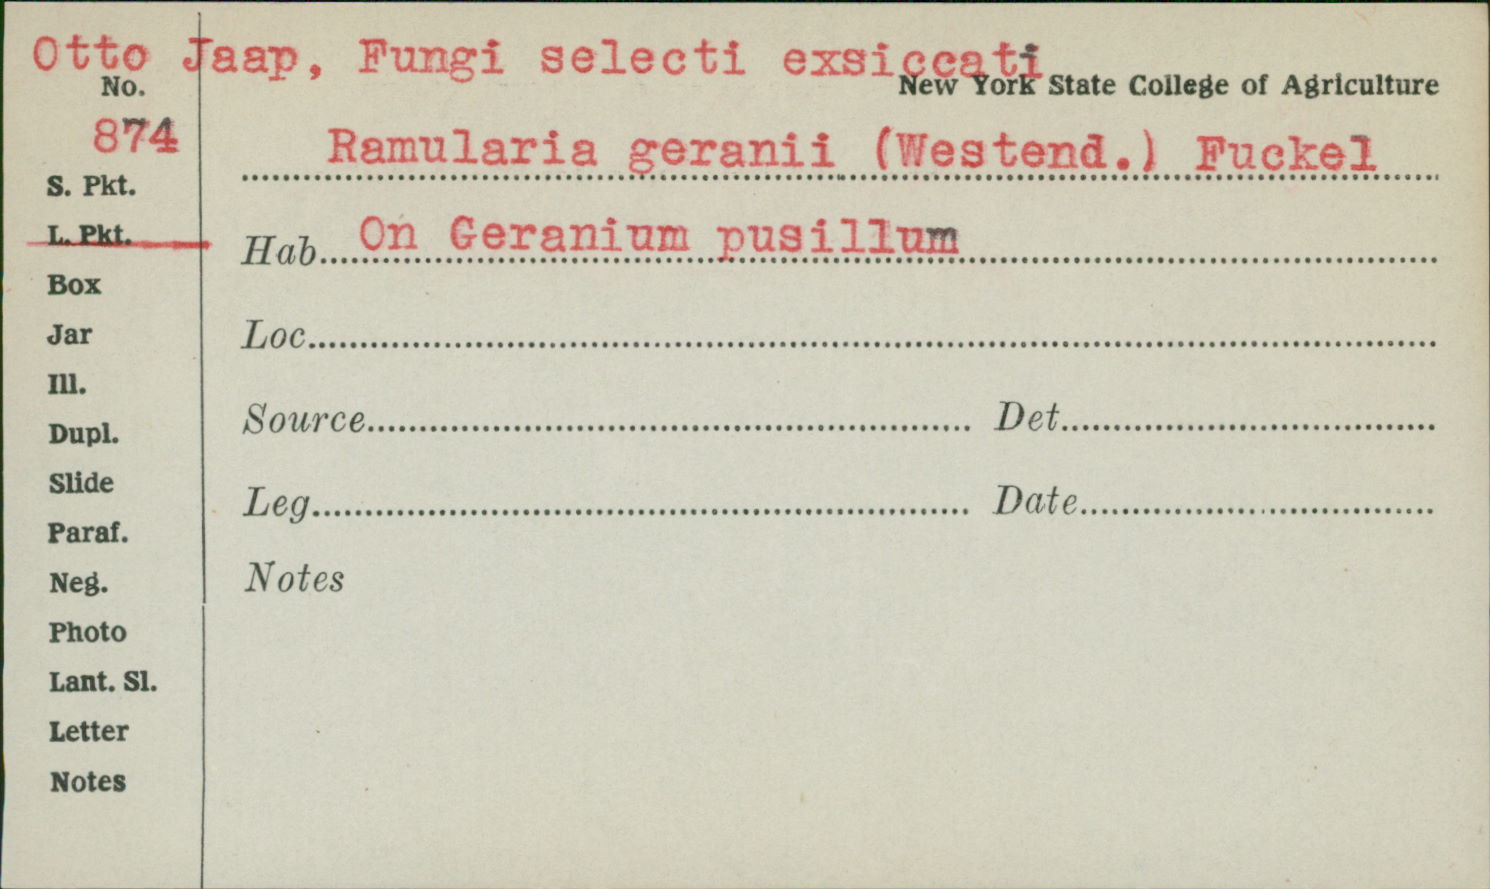 Otto Jaap, Fungi selecti exsiccati
No.
New York State College of Agriculture
874
Ramularia geranii (Westend.) Fuckel
S. Pkt.
L. Pkt.
Hab. On Geranium pusillum
Box
Jar
Loc.
Ill.
Dupl.
Source
Det.
Slide
Leg.
Date
Paraf.
Neg.
Notes
Photo
Lant. Sl.
Letter
Notes